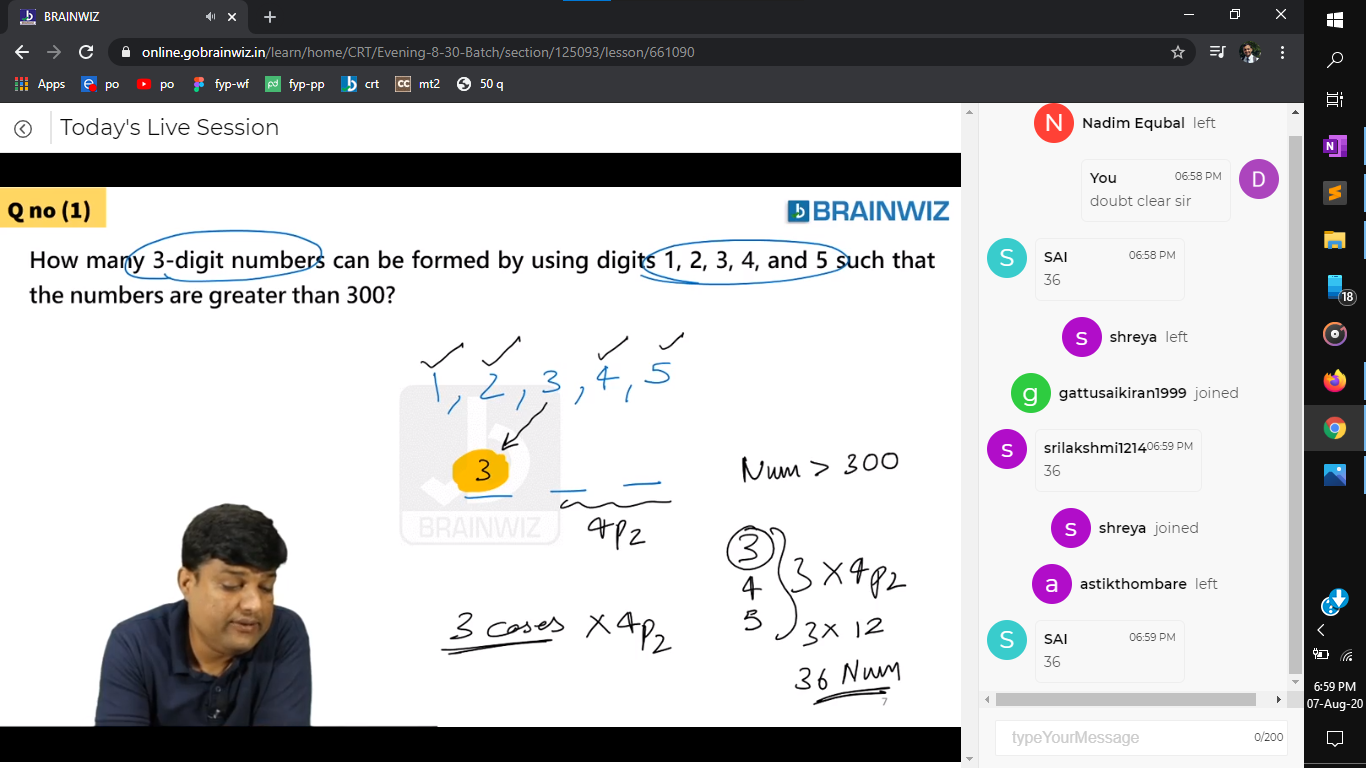 BRAINWIZ
online.gobrainwiz.in/learn/home/CRT/Evening-8-30-Batch/section/125093/lesson/661090
Apps po po fyp-wf fyp-pp crt mt2 50 q
Today's Live Session
Q no (1)
BRAINWIZ
How many 3-digit numbers can be formed by using digits 1, 2, 3, 4, and 5 such that
the numbers are greater than 300?
1, 2, 3, 4, 5
3
4P2
BRAINWIZ
3 cases X 4P2
Num > 300
3
4
5
3 X 4P2
3 X 12
36 Num
7
N Nadim Equbal left
You 06:58 PM
doubt clear sir
D
S SAI 06:58 PM
36
s shreya left
g gattusaikiran1999 joined
s srilakshmi1214 06:59 PM
36
s shreya joined
a astikthombare left
S SAI 06:59 PM
36
typeYourMessage 0/200
18
6:59 PM
07-Aug-20